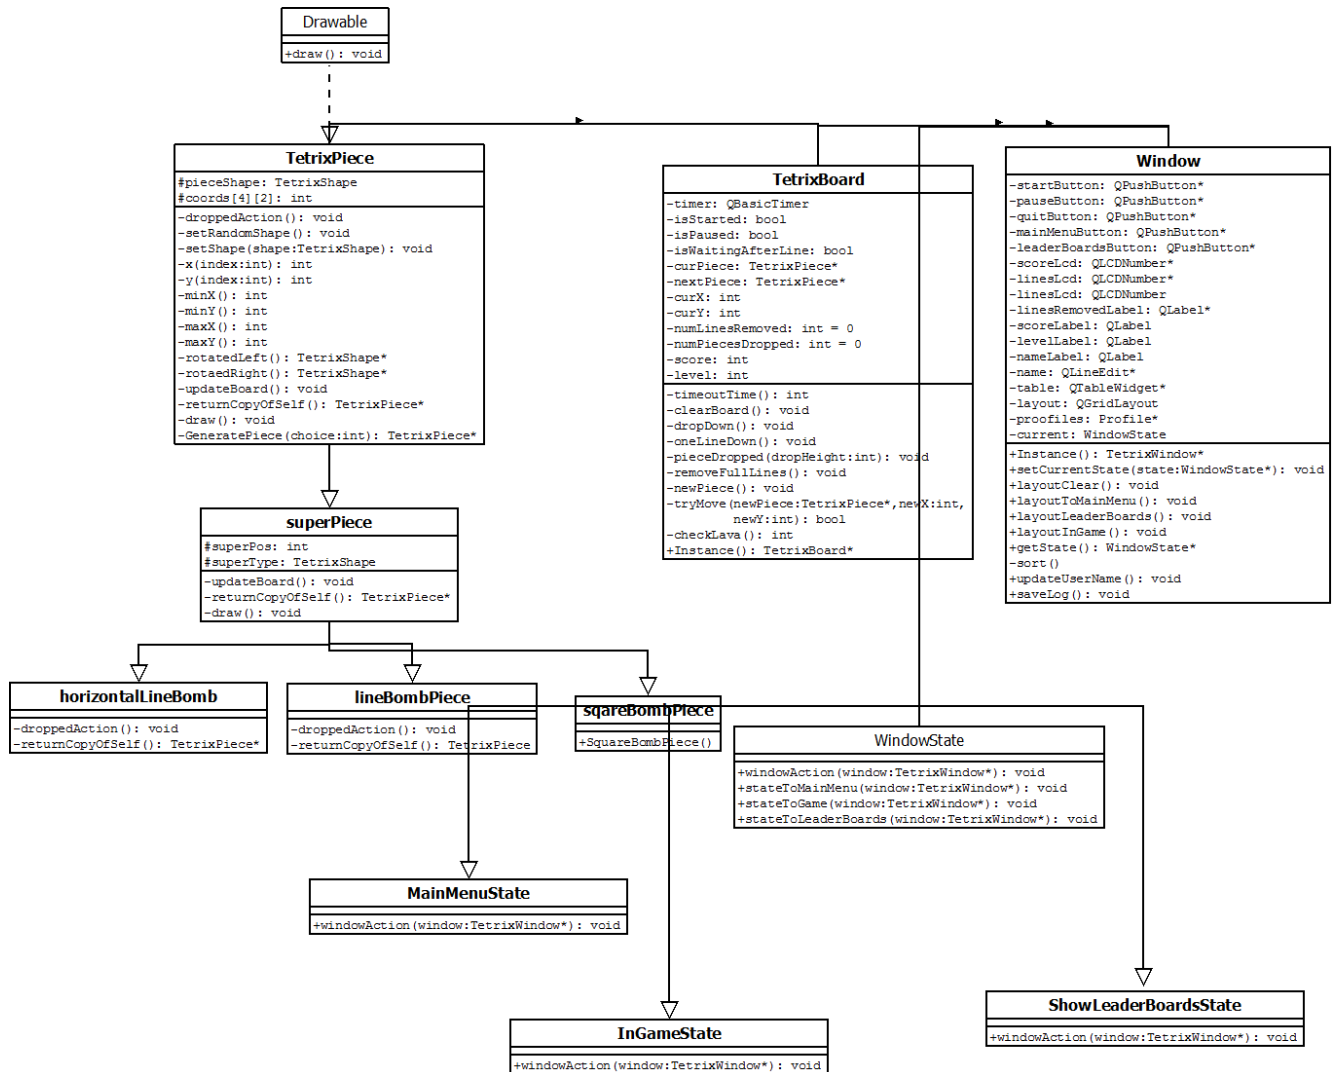 Drawable
+draw(): void
TetrixPiece
#pieceShape: TetrixShape
#coords[4][2]: int
-droppedAction(): void
-setRandomShape(): void
-setShape(shape:TetrixShape): void
-x(index:int): int
-y(index:int): int
-minX(): int
-minY(): int
-maxX(): int
-maxY(): int
-rotatedLeft(): TetrixShape*
-rotaedRight(): TetrixShape*
-updateBoard(): void
-returnCopyOfSelf(): TetrixPiece*
-draw(): void
-GeneratePiece(choice:int): TetrixPiece*
TetrixBoard
-timer: QBasicTimer
-isStarted: bool
-isPaused: bool
-isWaitingAfterLine: bool
-curPiece: TetrixPiece*
-nextPiece: TetrixPiece*
-curX: int
-curY: int
-numLinesRemoved: int = 0
-numPiecesDropped: int = 0
-score: int
-level: int
-timeoutTime(): int
-clearBoard(): void
-dropDown(): void
-oneLineDown(): void
-pieceDropped(dropHeight:int): void
-removeFullLines(): void
-newPiece(): void
-tryMove(newPiece:TetrixPiece*,newX:int,
newY:int): bool
-checkLava(): int
+Instance(): TetrixBoard*
Window
-startButton: QPushButton*
-pauseButton: QPushButton*
-quitButton: QPushButton*
-mainMenuButton: QPushButton*
-leaderBoardsButton: QPushButton*
-scoreLcd: QLCDNumber*
-linesLcd: QLCDNumber*
-linesLcd: QLCDNumber
-linesRemovedLabel: QLabel*
-scoreLabel: QLabel
-levelLabel: QLabel
-nameLabel: QLabel
-name: QLineEdit*
-table: QTableWidget*
-layout: QGridLayout
-proofiles: Profile*
-current: WindowState
+Instance(): TetrixWindow*
+setCurrentState(state:WindowState*): void
+layoutClear(): void
+layoutToMainMenu(): void
+layoutLeaderBoards(): void
+layoutInGame(): void
+getState(): WindowState*
-sort()
+updateUserName(): void
+saveLog(): void
superPiece
#superPos: int
#superType: TetrixShape
-updateBoard(): void
-returnCopyOfSelf(): TetrixPiece*
-draw(): void
horizontalLineBomb
-droppedAction(): void
-returnCopyOfSelf(): TetrixPiece*
lineBombPiece
-droppedAction(): void
-returnCopyOfSelf(): TetrixPiece
sqareBombPiece
+SquareBombPiece()
WindowState
+windowAction(window:TetrixWindow*): void
+stateToMainMenu(window:TetrixWindow*): void
+stateToGame(window:TetrixWindow*): void
+stateToLeaderBoards(window:TetrixWindow*): void
MainMenuState
+windowAction(window:TetrixWindow*): void
ShowLeaderBoardsState
+windowAction(window:TetrixWindow*): void
InGameState
+windowAction(window:TetrixWindow*): void